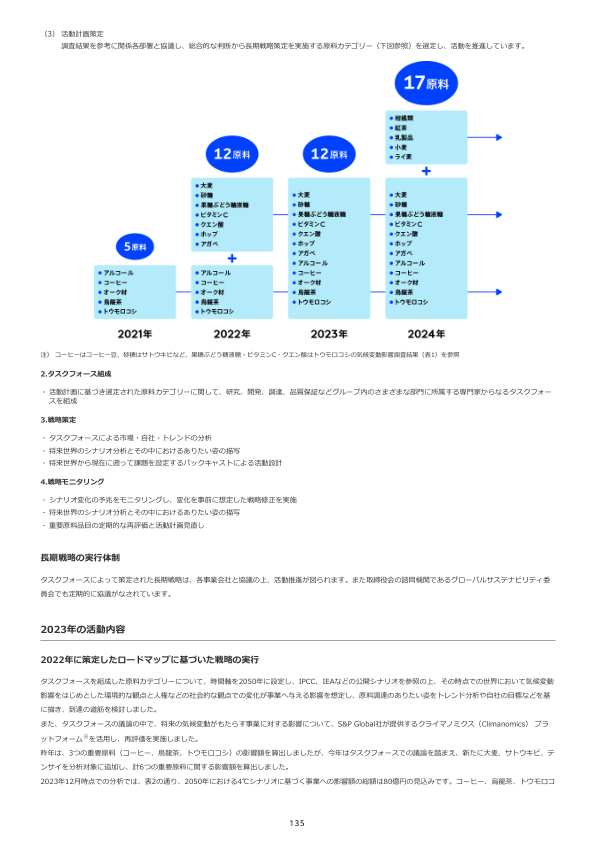 （3） 活動計画策定
調査結果を参考に関係各部署と協議し、総合的な判断から長期戦略策定を実施する原料カテゴリー（下図参照）を選定し、活動を推進しています。
5原料
アルコール
コーヒー
オーク材
烏龍茶
トウモロコシ
2021年
12原料
大麦
砂糖
果糖ぶどう糖液糖
ビタミンC
クエン酸
ホップ
アガベ
+
アルコール
コーヒー
オーク材
烏龍茶
トウモロコシ
2022年
12原料
大麦
砂糖
果糖ぶどう糖液糖
ビタミンC
クエン酸
ホップ
アガベ
アルコール
コーヒー
オーク材
烏龍茶
トウモロコシ
2023年
17原料
柑橘類
紅茶
乳製品
小麦
ライ麦
+
大麦
砂糖
果糖ぶどう糖液糖
ビタミンC
クエン酸
ホップ
アガベ
アルコール
コーヒー
オーク材
烏龍茶
トウモロコシ
2024年
注） コーヒーはコーヒー豆、砂糖はサトウキビなど、果糖ぶどう糖液糖・ビタミンC・クエン酸はトウモロコシの気候変動影響調査結果（表1）を参照
2.タスクフォース組成
・ 活動計画に基づき選定された原料カテゴリーに関して、研究、開発、調達、品質保証などグループ内のさまざまな部門に所属する専門家からなるタスクフォー
スを組成
3.戦略策定
・ タスクフォースによる市場・自社・トレンドの分析
・ 将来世界のシナリオ分析とその中におけるありたい姿の描写
・ 将来世界から現在に遡って課題を設定するバックキャストによる活動設計
4.戦略モニタリング
・ シナリオ変化の予兆をモニタリングし、変化を事前に想定した戦略修正を実施
・ 将来世界のシナリオ分析とその中におけるありたい姿の描写
・ 重要原料品目の定期的な再評価と活動計画見直し
長期戦略の実行体制
タスクフォースによって策定された長期戦略は、各事業会社と協議の上、活動推進が図られます。また取締役会の諮問機関であるグローバルサステナビリティ委
員会でも定期的に協議がなされています。
2023年の活動内容
2022年に策定したロードマップに基づいた戦略の実行
タスクフォースを組成した原料カテゴリーについて、時間軸を2050年に設定し、IPCC、IEAなどの公開シナリオを参照の上、その時点での世界において気候変動
影響をはじめとした環境的な観点と人権などの社会的な観点での変化が事業へ与える影響を想定し、原料調達のありたい姿をトレンド分析や自社の目標などを基
に描き、到達の道筋を検討しました。
また、タスクフォースの議論の中で、将来の気候変動がもたらす事業に対する影響について、S&P Global社が提供するクライマノミクス（Climanomics） プラ
ットフォーム※を活用し、再評価を実施しました。
昨年は、3つの重要原料（コーヒー、烏龍茶、トウモロコシ）の影響額を算出しましたが、今年はタスクフォースでの議論を踏まえ、新たに大麦、サトウキビ、テ
ンサイを分析対象に追加し、計6つの重要原料に関する影響額を算出しました。
2023年12月時点での分析では、表2の通り、2050年における4℃シナリオに基づく事業への影響額の総額は80億円の見込みです。コーヒー、烏龍茶、トウモロコ
135